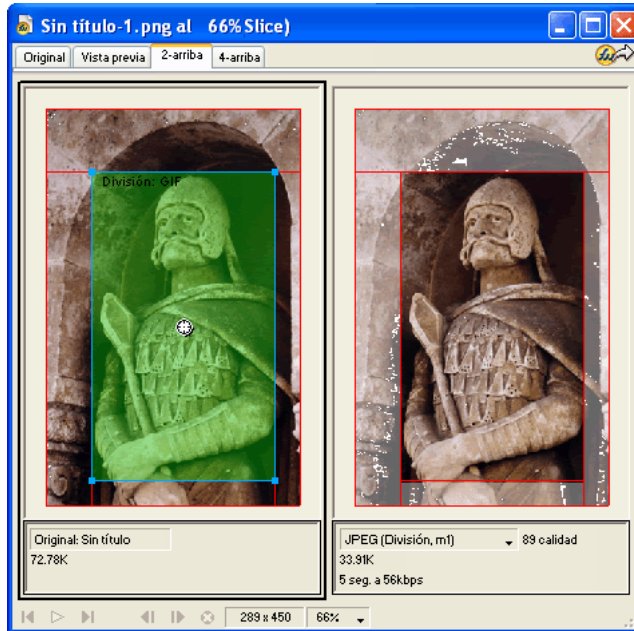 Sin título-1.png al 66% Slice)
Original
Vista previa
2-arriba
4-arriba
División: GIF
Original: Sin título
72.78K
JPEG (División, m1)
89 calidad
33.91K
5 seg. a 56kbps
289 x 450
66%